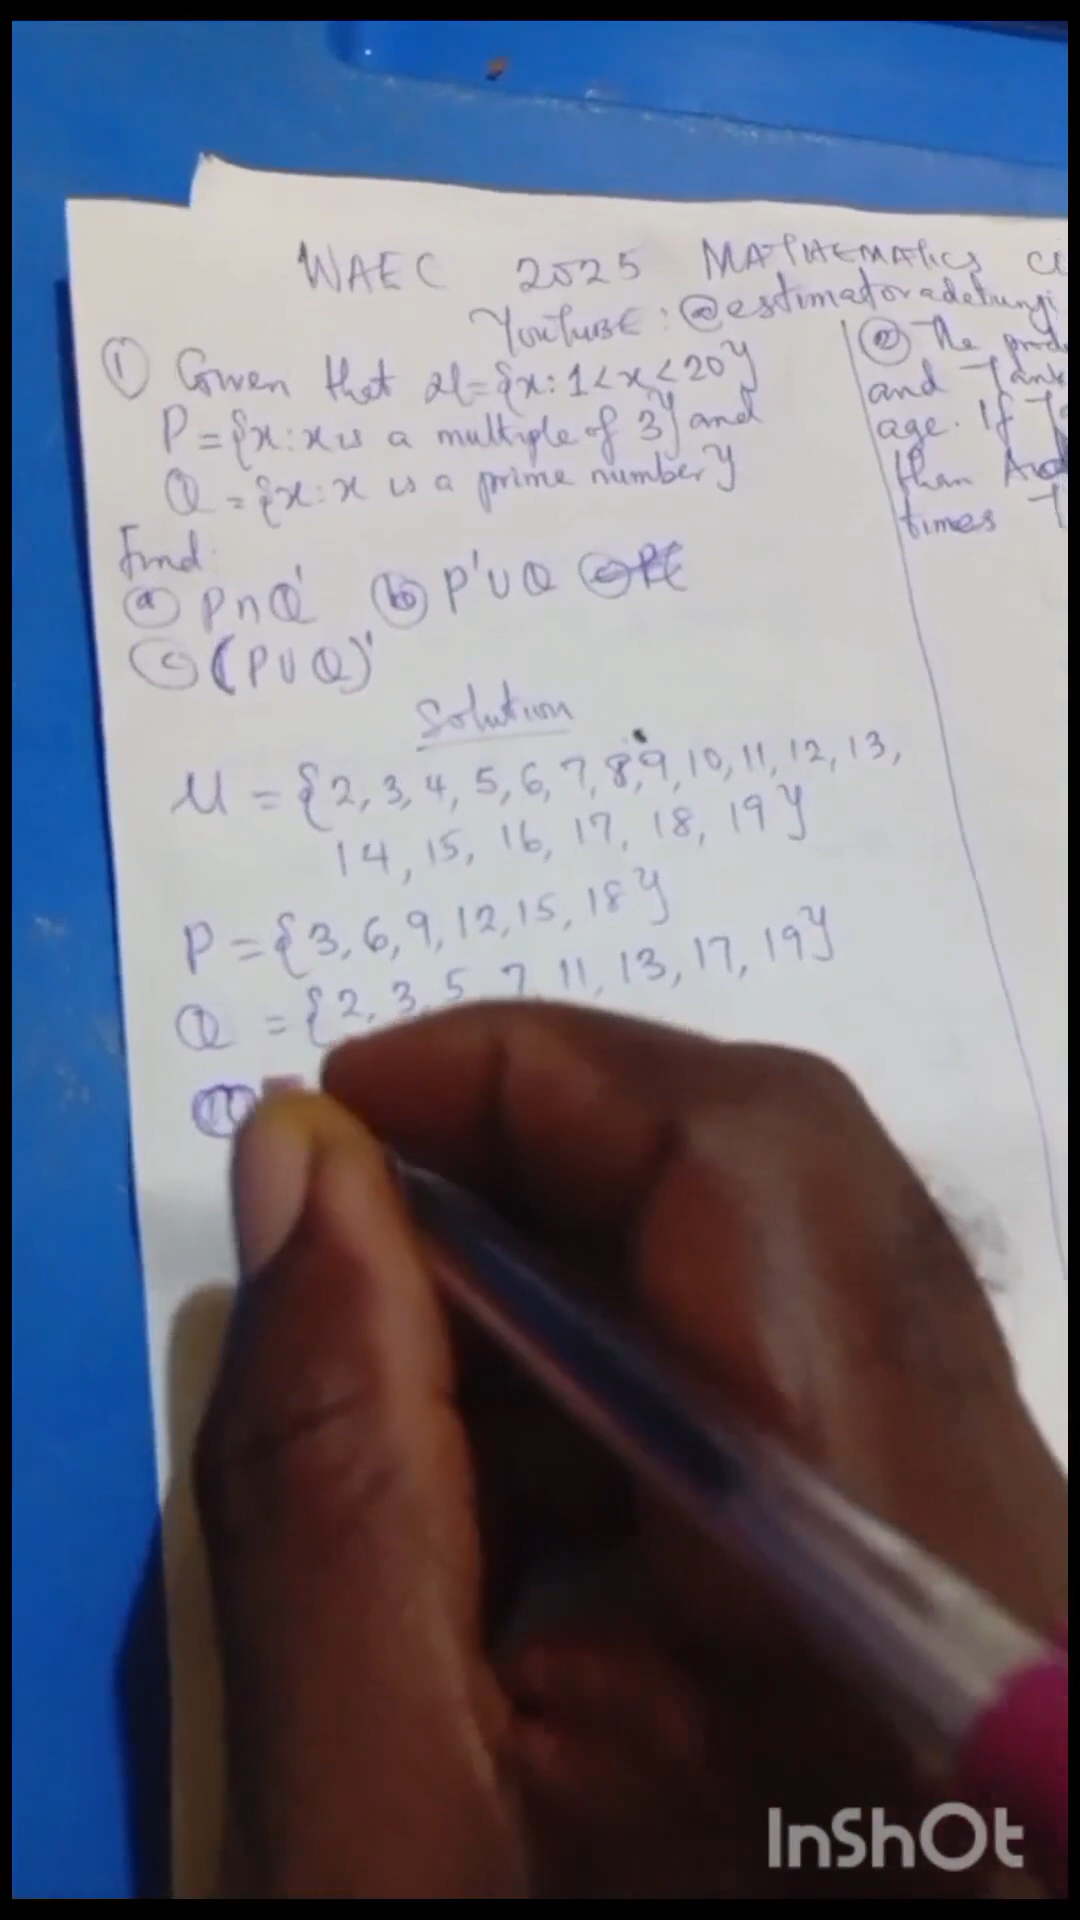 WAEC 2025 MATHEMATICS
YouTube: @estimatoradetunji
① Given that U={x: 1<x<20}
P={x: x is a multiple of 3} and
Q={x: x is a prime number}
Find:
(a) P∩Q' (b) P'∪Q
(c) (P∪Q)'
Solution
U = {2, 3, 4, 5, 6, 7, 8, 9, 10, 11, 12, 13,
14, 15, 16, 17, 18, 19}
P = {3, 6, 9, 12, 15, 18}
Q = {2, 3, 5, 7, 11, 13, 17, 19}
② The
and
age. If
than
times
InShOt